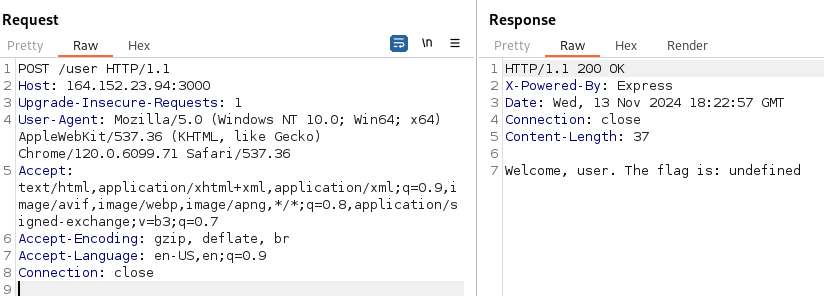 Request
Pretty Raw Hex \n
1 POST /user HTTP/1.1
2 Host: 164.152.23.94:3000
3 Upgrade-Insecure-Requests: 1
4 User-Agent: Mozilla/5.0 (Windows NT 10.0; Win64; x64)
AppleWebKit/537.36 (KHTML, like Gecko)
Chrome/120.0.6099.71 Safari/537.36
5 Accept:
text/html,application/xhtml+xml,application/xml;q=0.9,i
mage/avif,image/webp,image/apng,*/*;q=0.8,application/s
igned-exchange;v=b3;q=0.7
6 Accept-Encoding: gzip, deflate, br
7 Accept-Language: en-US,en;q=0.9
8 Connection: close
9
Response
Pretty Raw Hex Render
1 HTTP/1.1 200 OK
2 X-Powered-By: Express
3 Date: Wed, 13 Nov 2024 18:22:57 GMT
4 Connection: close
5 Content-Length: 37
6
7 Welcome, user. The flag is: undefined